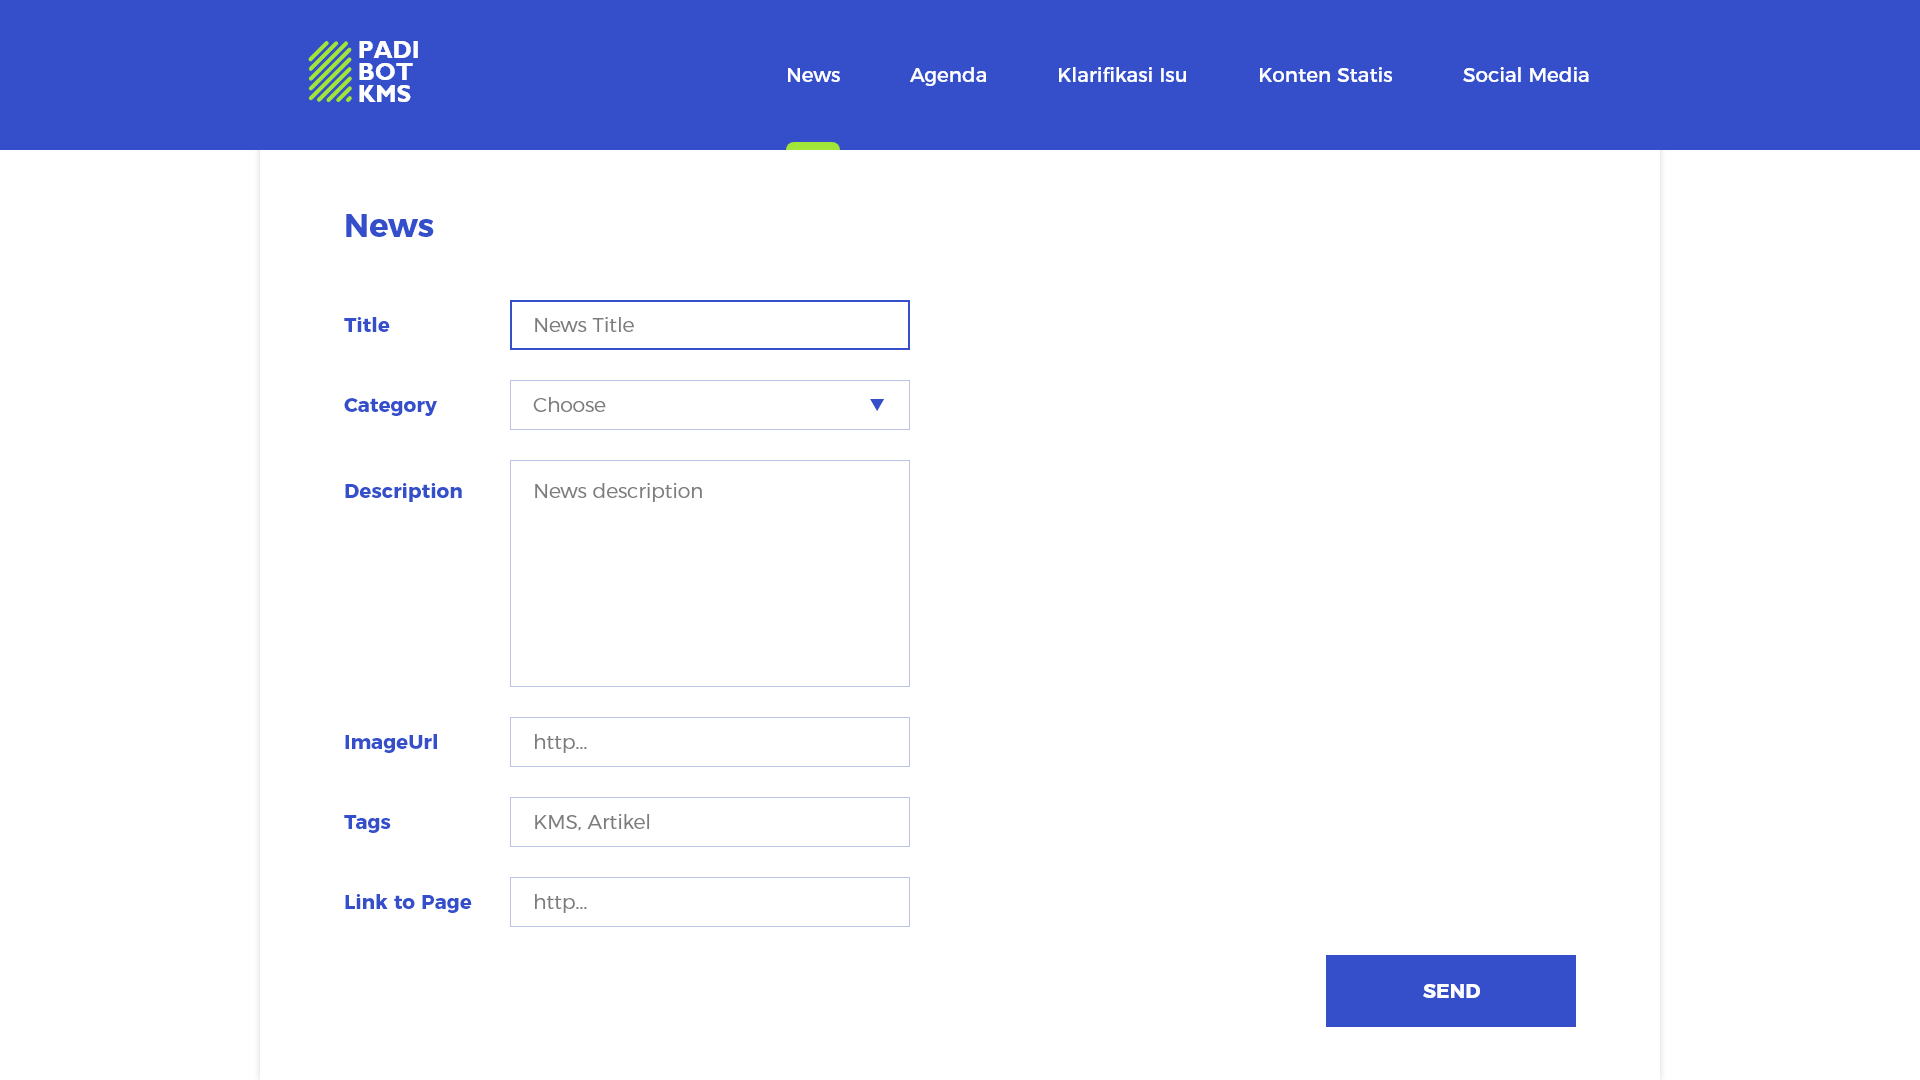 PADI
BOT
KMS
News
Agenda
Klarifikasi Isu
Konten Statis
Social Media
News
Title
News Title
Category
Choose
Description
News description
ImageUrl
http...
Tags
KMS, Artikel
Link to Page
http...
SEND